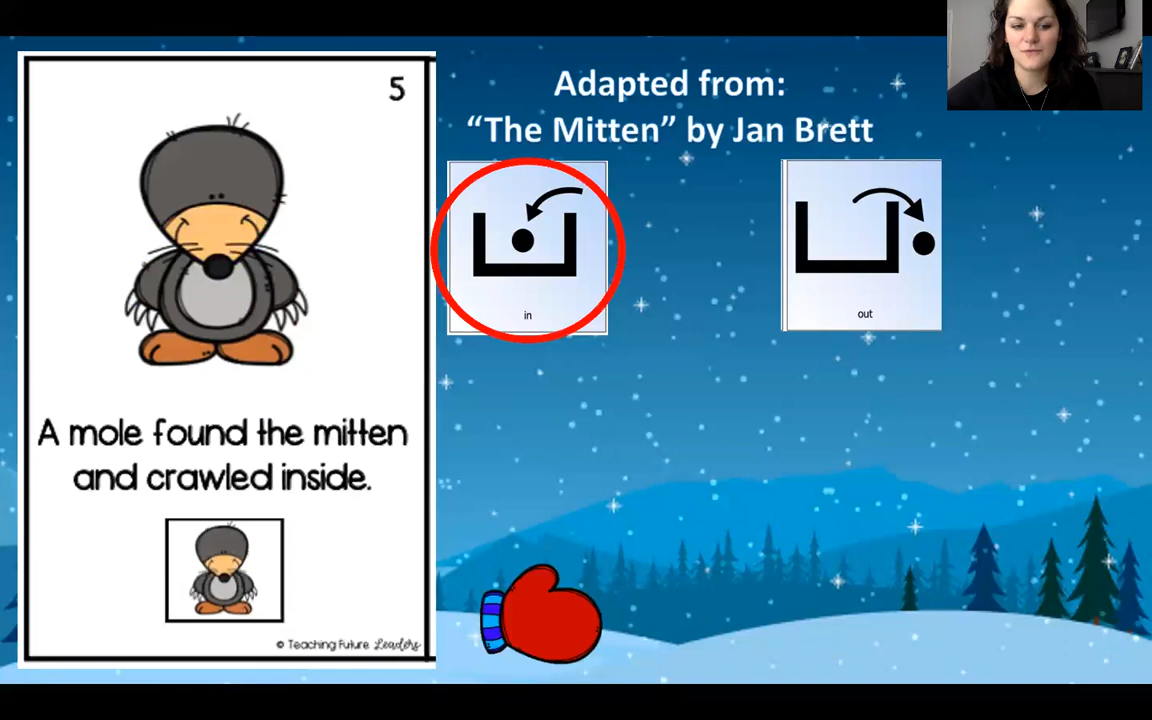 5
A mole found the mitten
and crawled inside.
© Teaching Future Leaders
Adapted from:
“The Mitten” by Jan Brett
in
out